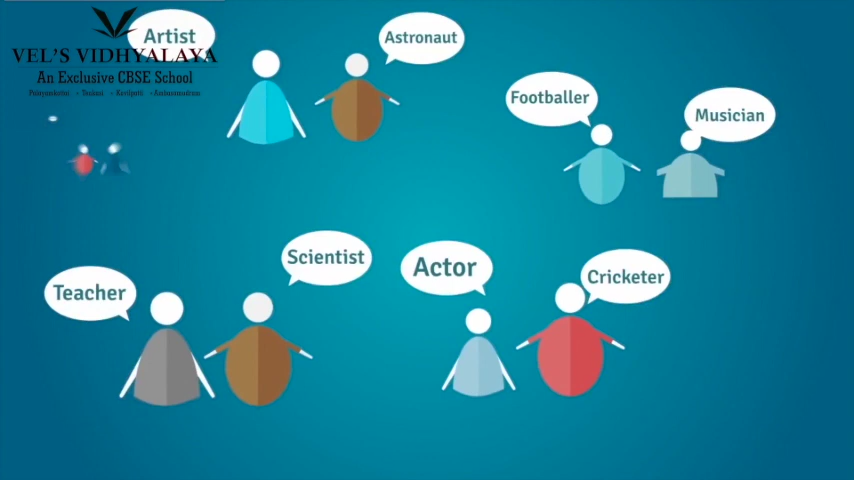 Artist
VEL'S VIDHYALAYA
An Exclusive CBSE School
Astronaut
Footballer
Musician
Scientist
Teacher
Actor
Cricketer